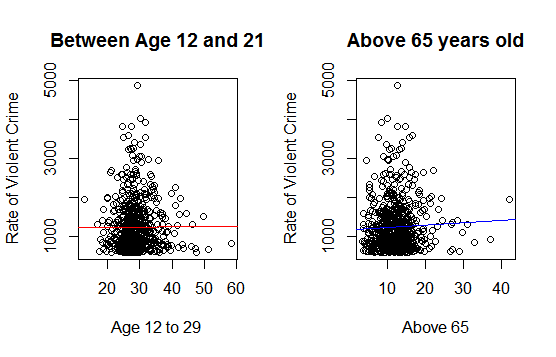 Between Age 12 and 21
Rate of Violent Crime
5000
3000
1000
20 30 40 50 60
Age 12 to 29
Above 65 years old
Rate of Violent Crime
5000
3000
1000
10 20 30 40
Above 65